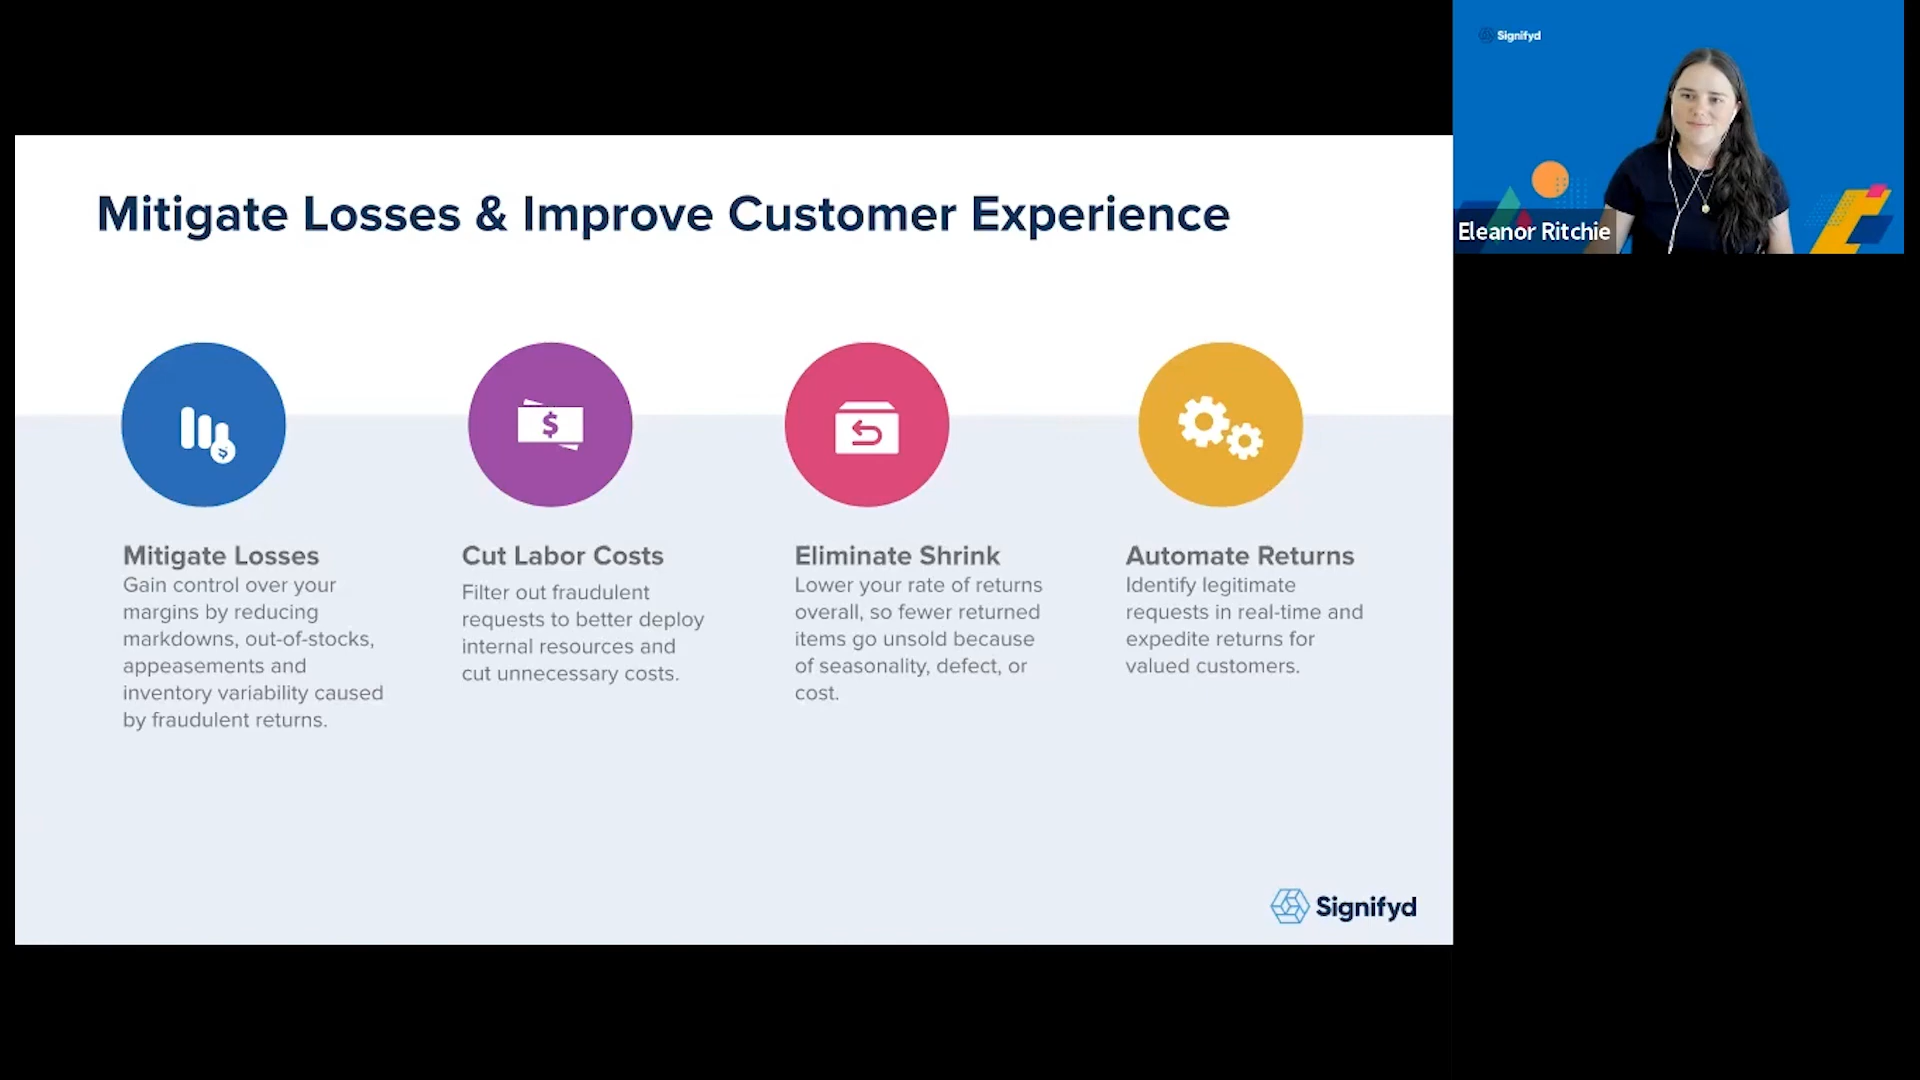 Mitigate Losses & Improve Customer Experience
Mitigate Losses
Gain control over your
margins by reducing
markdowns, out-of-stocks,
appeasements and
inventory variability caused
by fraudulent returns.
Cut Labor Costs
Filter out fraudulent
requests to better deploy
internal resources and
cut unnecessary costs.
Eliminate Shrink
Lower your rate of returns
overall, so fewer returned
items go unsold because
of seasonality, defect, or
cost.
Automate Returns
Identify legitimate
requests in real-time and
expedite returns for
valued customers.
Signifyd
Signifyd
Eleanor Ritchie
$
$